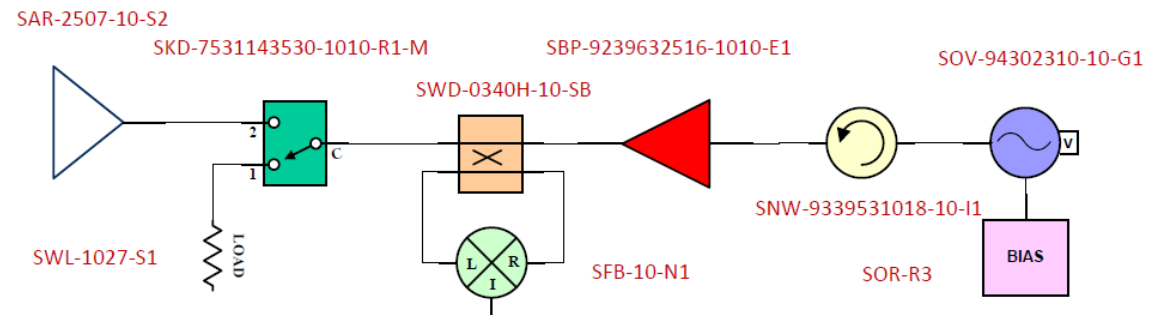 SAR-2507-10-S2
SKD-7531143530-1010-R1-M
SBP-9239632516-1010-E1
SOV-94302310-10-G1
SWD-0340H-10-SB
2
C
V
1
SNW-9339531018-10-I1
LOAD
SWL-1027-S1
L
R
I
SFB-10-N1
SOR-R3
BIAS